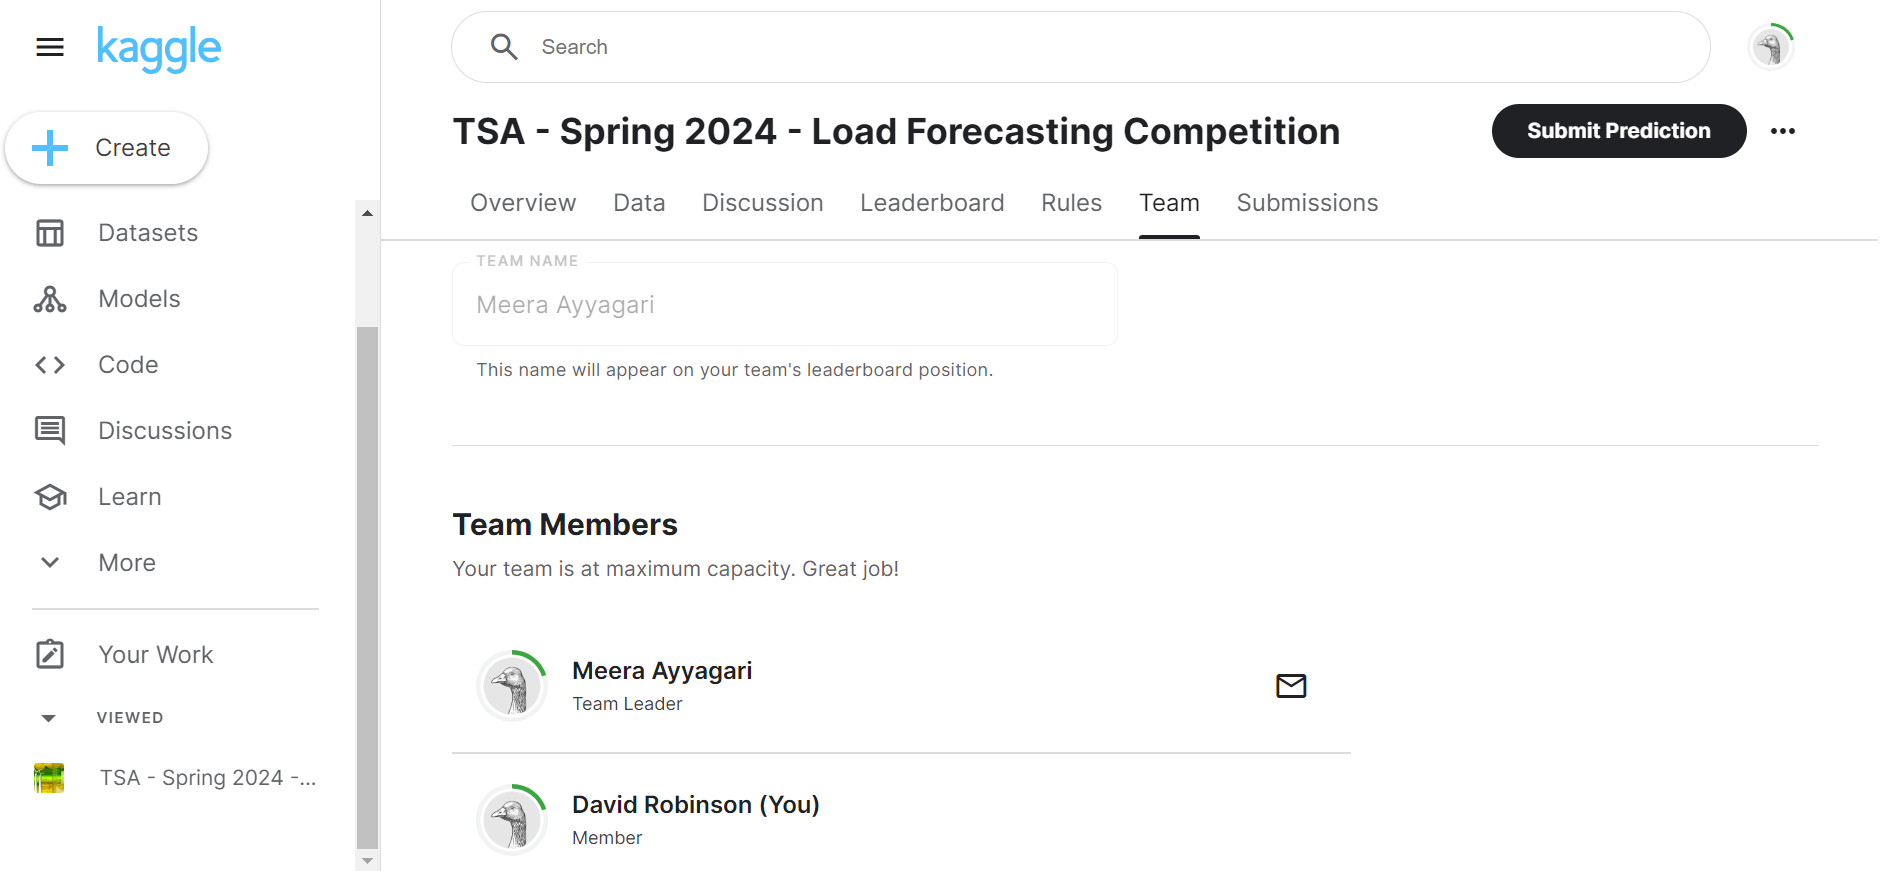 kaggle
Search
Create
TSA - Spring 2024 - Load Forecasting Competition
Submit Prediction
Overview Data Discussion Leaderboard Rules Team Submissions
Datasets
Models
Code
Discussions
Learn
More
Your Work
VIEWED
TSA - Spring 2024 -...
TEAM NAME
Meera Ayyagari
This name will appear on your team's leaderboard position.
Team Members
Your team is at maximum capacity. Great job!
Meera Ayyagari
Team Leader
David Robinson (You)
Member